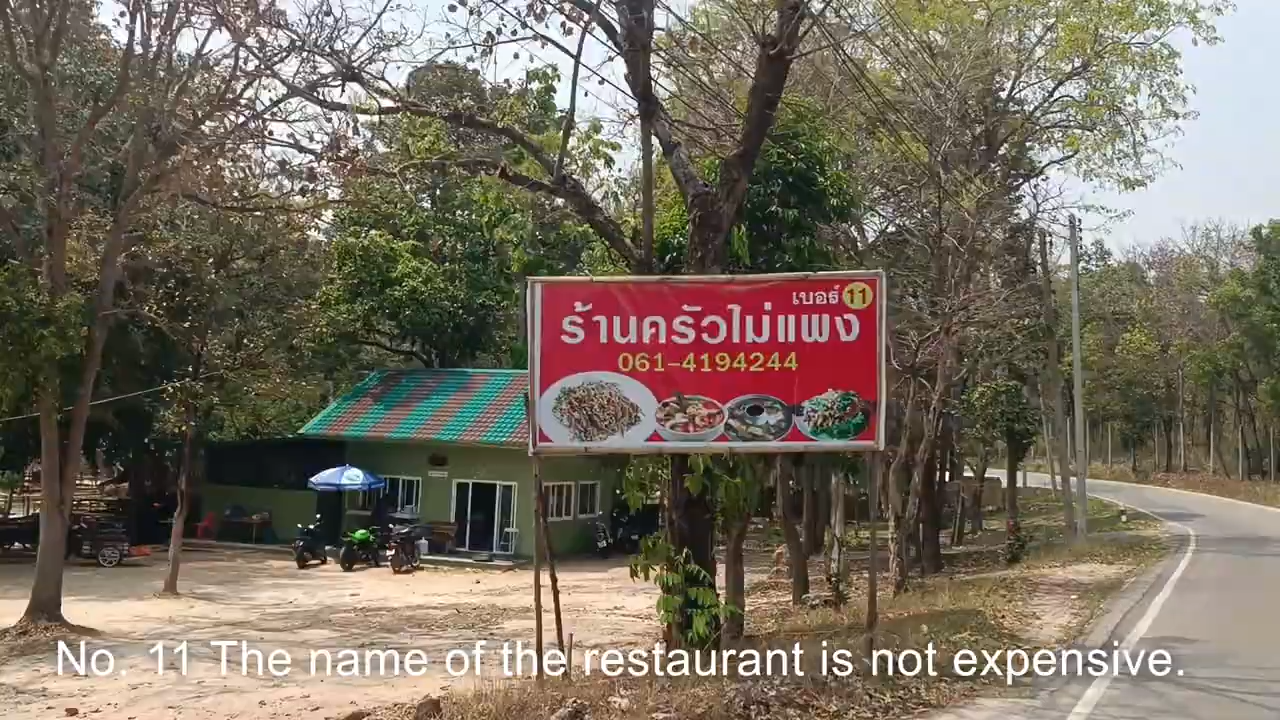 เบอร์ 11
ร้านครัวไม่แพง
061-4194244
No. 11 The name of the restaurant is not expensive.